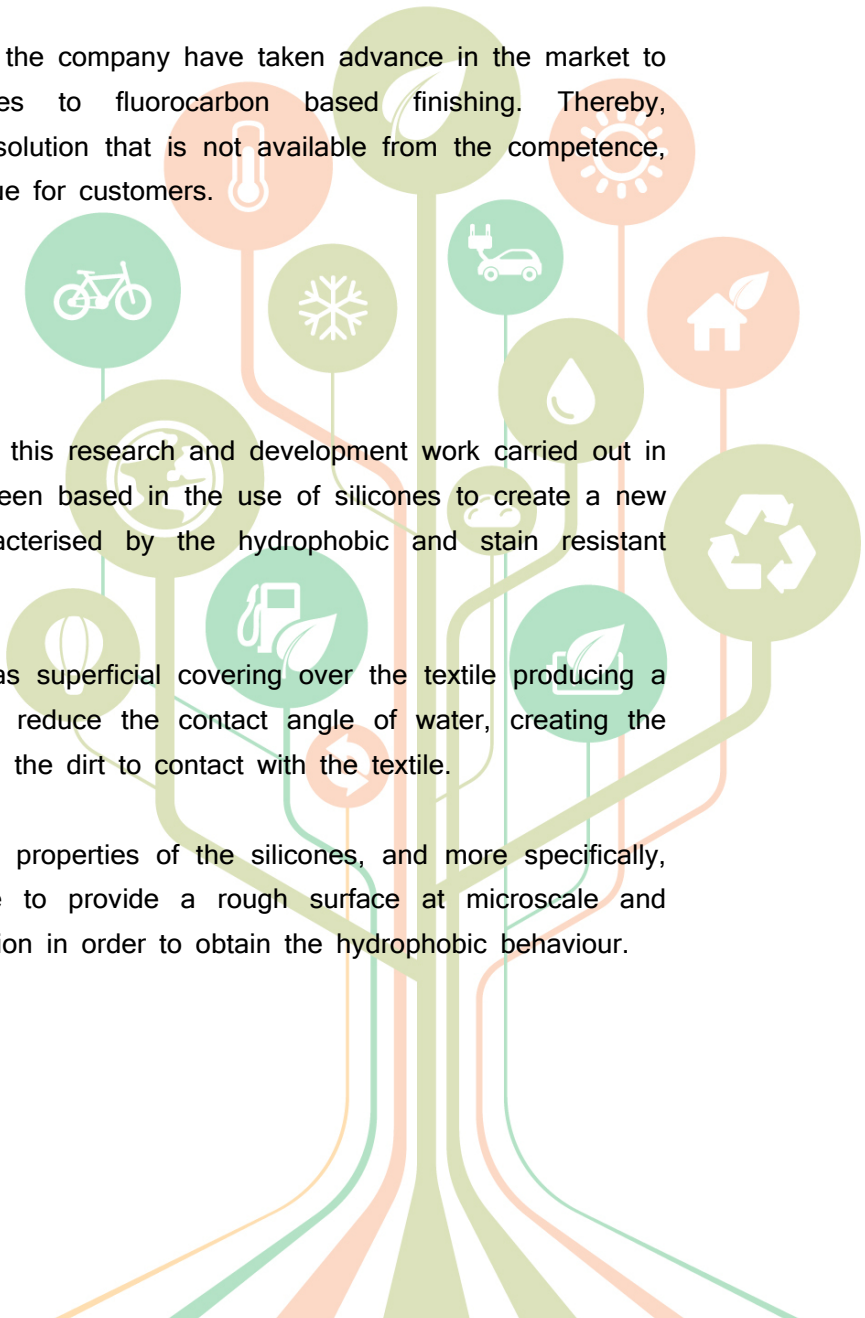 the company have taken advance in the market to
es to fluorocarbon based finishing. Thereby,
solution that is not available from the competence,
ue for customers.
this research and development work carried out in
een based in the use of silicones to create a new
acterised by the hydrophobic and stain resistant
as superficial covering over the textile producing a
reduce the contact angle of water, creating the
the dirt to contact with the textile.
properties of the silicones, and more specifically,
e to provide a rough surface at microscale and
tion in order to obtain the hydrophobic behaviour.